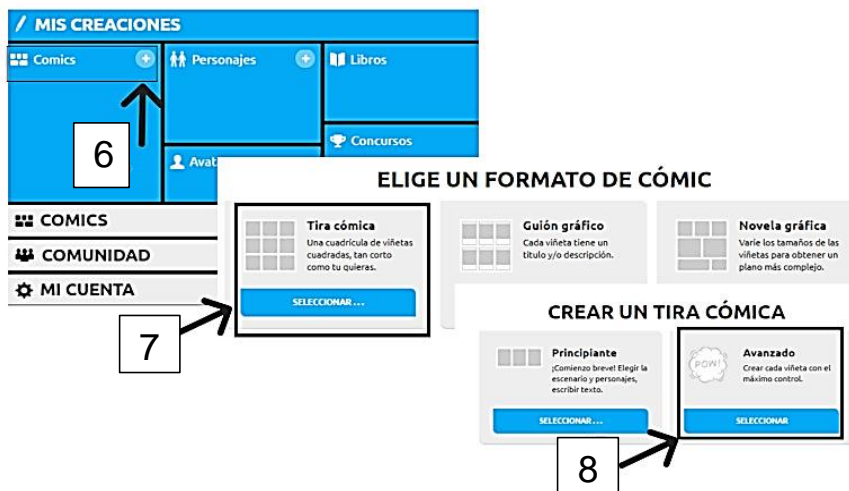 MIS CREACIONES
Comics
Personajes
Libros
Concursos
Avat
6
COMICS
COMUNIDAD
MI CUENTA
7
ELIGE UN FORMATO DE CÓMIC
Tira cómica
Una cuadrícula de viñetas
cuadradas, tan corto
como tu quieras.
SELECCIONAR ...
Guión gráfico
Cada viñeta tiene un
título y/o descripción.
Novela gráfica
Varíe los tamaños de las
viñetas para obtener un
plano más complejo.
CREAR UN TIRA CÓMICA
Principiante
¡Comienzo breve! Elegir la
escenario y personajes,
escribir texto.
SELECCIONAR ...
POW!
Avanzado
Crear cada viñeta con el
máximo control.
SELECCIONAR
8